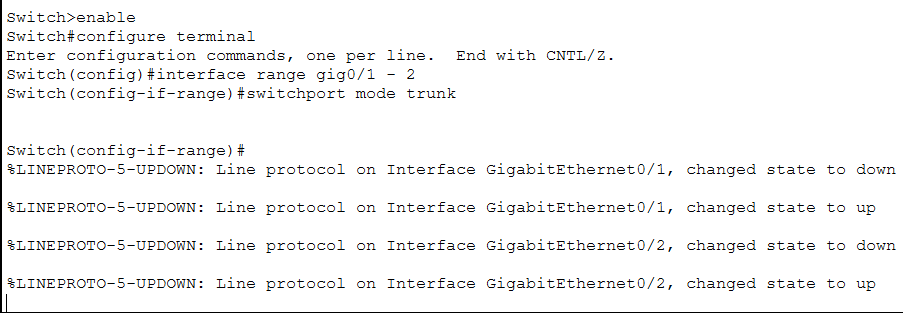 Switch>enable
Switch#configure terminal
Enter configuration commands, one per line.  End with CNTL/Z.
Switch(config)#interface range gig0/1 - 2
Switch(config-if-range)#switchport mode trunk
Switch(config-if-range)#
%LINEPROTO-5-UPDOWN: Line protocol on Interface GigabitEthernet0/1, changed state to down
%LINEPROTO-5-UPDOWN: Line protocol on Interface GigabitEthernet0/1, changed state to up
%LINEPROTO-5-UPDOWN: Line protocol on Interface GigabitEthernet0/2, changed state to down
%LINEPROTO-5-UPDOWN: Line protocol on Interface GigabitEthernet0/2, changed state to up